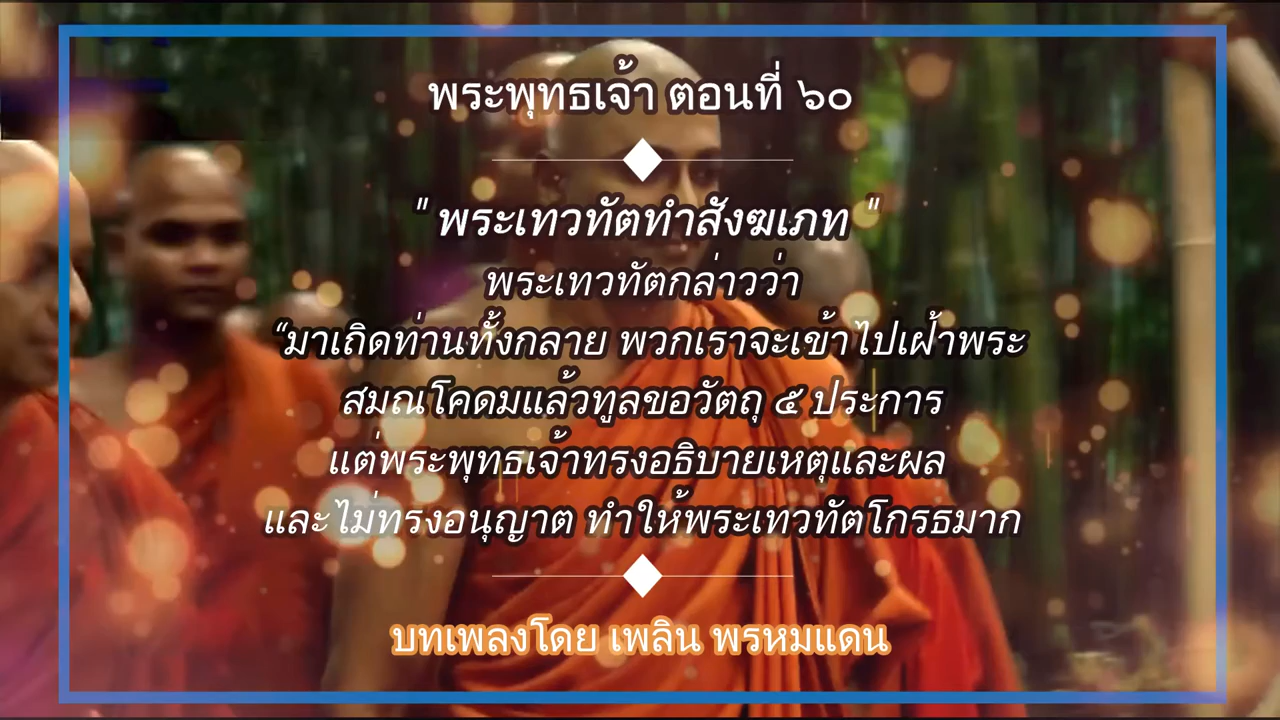 พระพุทธเจ้า ตอนที่ ๖๐
" พระเทวทัตทำสังฆเภท "
พระเทวทัตกล่าวว่า
“มาเถิดท่านทั้งกลาย พวกเราจะเข้าไปเฝ้าพระ
สมณโคดมแล้วทูลขอวัตถุ ๕ ประการ
แต่พระพุทธเจ้าทรงอธิบายเหตุและผล
และไม่ทรงอนุญาต ทำให้พระเทวทัตโกรธมาก
บทเพลงโดย เพลิน พรหมแดน